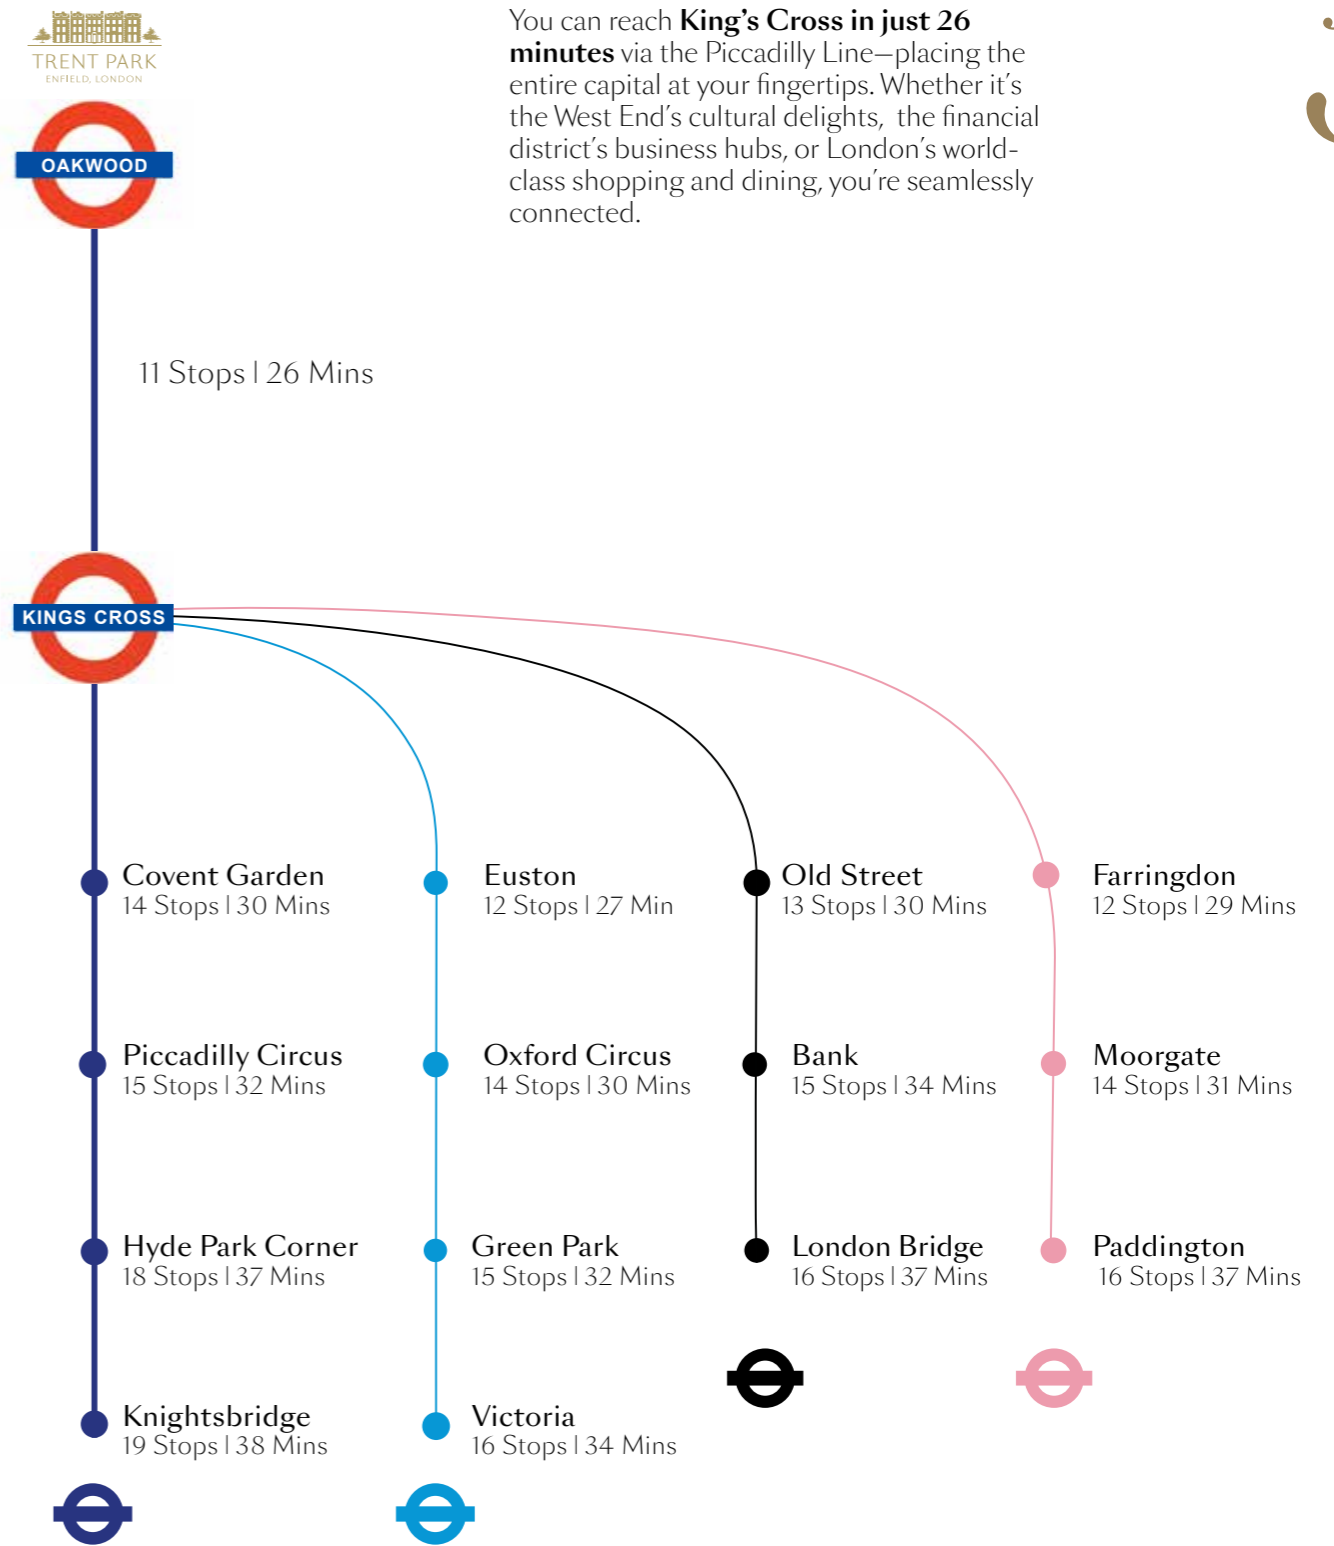 TRENT PARK
ENFIELD, LONDON
You can reach King's Cross in just 26
minutes via the Piccadilly Line—placing the
entire capital at your fingertips. Whether it's
the West End's cultural delights,  the financial
district's business hubs, or London's world-
class shopping and dining, you're seamlessly
connected.
OAKWOOD
11 Stops | 26 Mins
KINGS CROSS
Covent Garden
14 Stops | 30 Mins
Piccadilly Circus
15 Stops | 32 Mins
Hyde Park Corner
18 Stops | 37 Mins
Knightsbridge
19 Stops | 38 Mins
Euston
12 Stops | 27 Min
Oxford Circus
14 Stops | 30 Mins
Green Park
15 Stops | 32 Mins
Victoria
16 Stops | 34 Mins
Old Street
13 Stops | 30 Mins
Bank
15 Stops | 34 Mins
London Bridge
16 Stops | 37 Mins
Farringdon
12 Stops | 29 Mins
Moorgate
14 Stops | 31 Mins
Paddington
16 Stops | 37 Mins